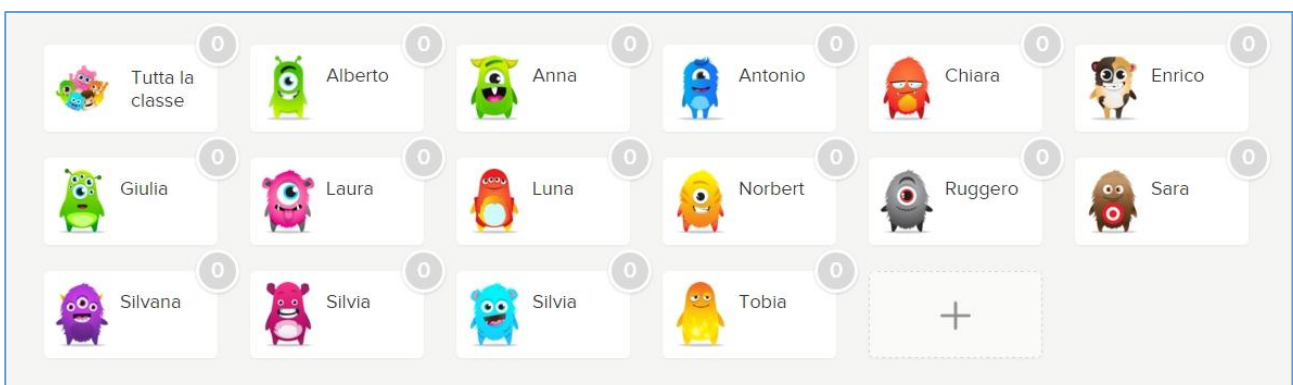 0 0 0 0 0 0
Tutta la classe Alberto Anna Antonio Chiara Enrico
0 0 0 0 0 0
Giulia Laura Luna Norbert Ruggero Sara
0 0 0 0
Silvana Silvia Silvia Tobia +